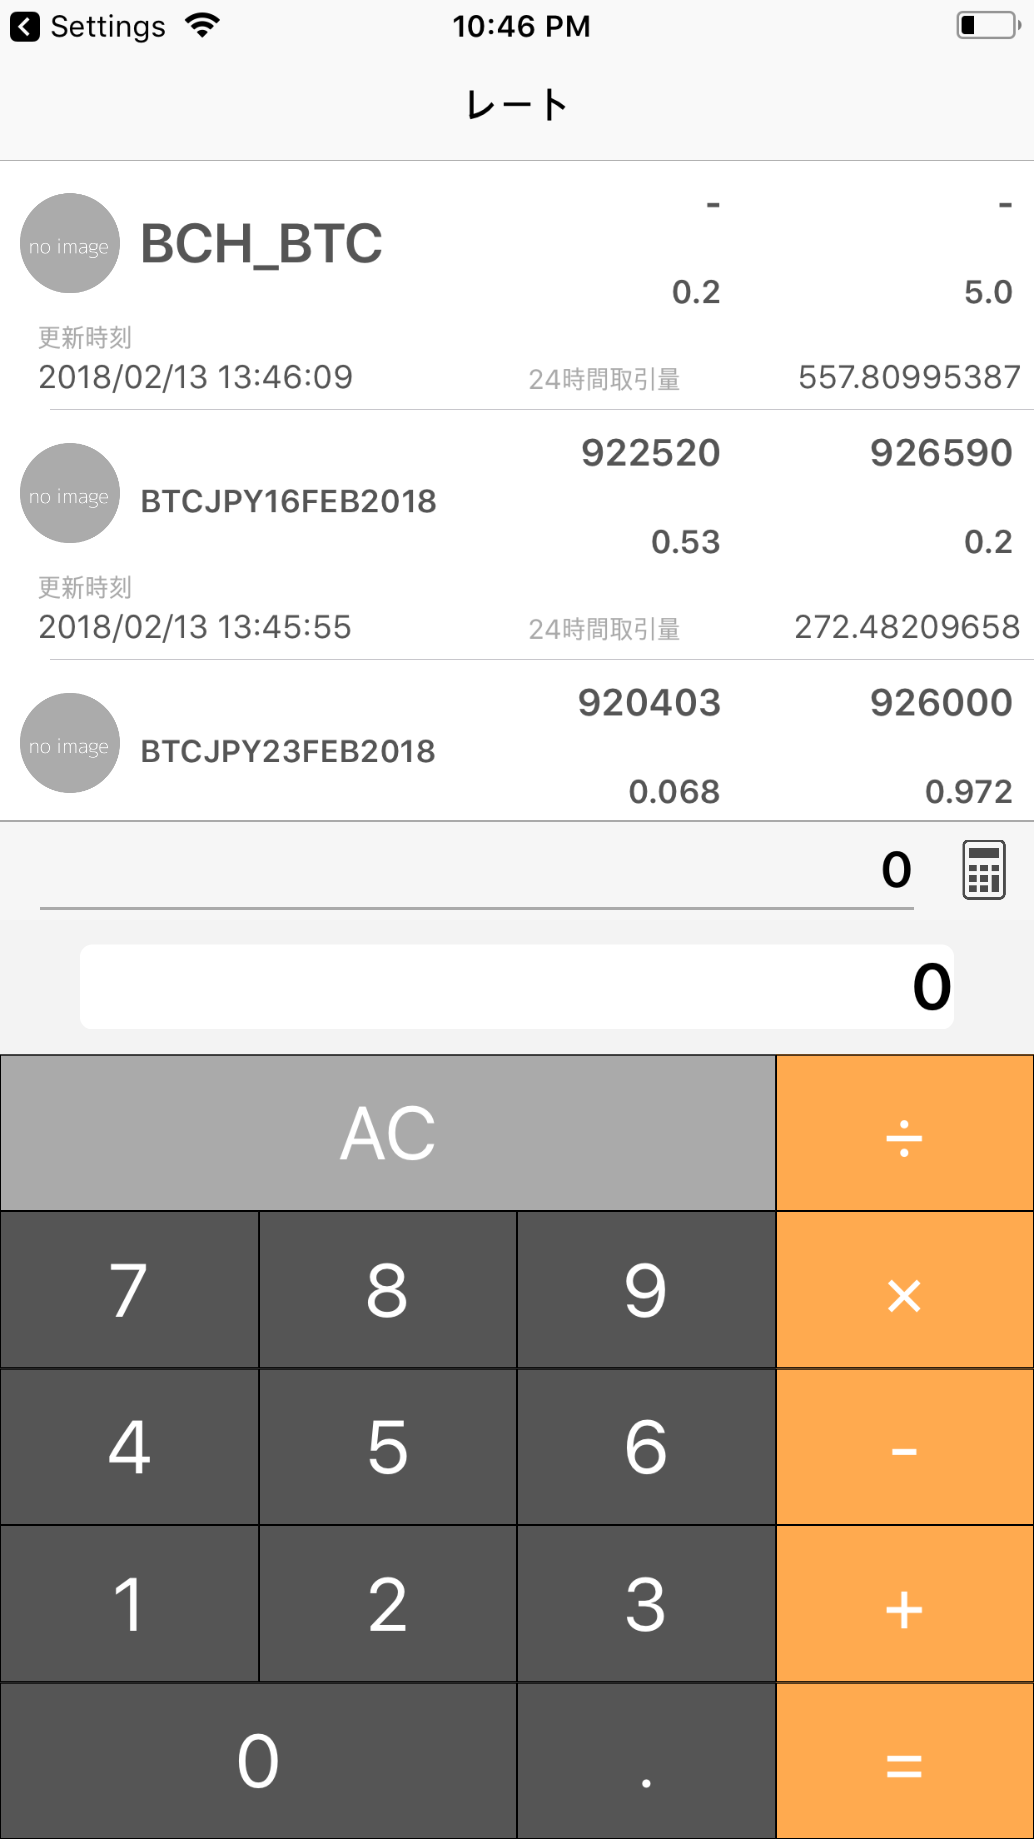 Settings 10:46 PM
レート
- -
no image BCH_BTC
0.2 5.0
更新時刻
2018/02/13 13:46:09 24時間取引量 557.80995387
922520 926590
no image BTCJPY16FEB2018
0.53 0.2
更新時刻
2018/02/13 13:45:55 24時間取引量 272.48209658
920403 926000
no image BTCJPY23FEB2018
0.068 0.972
0
0
AC ÷
7 8 9 ×
4 5 6 -
1 2 3 +
0 . =